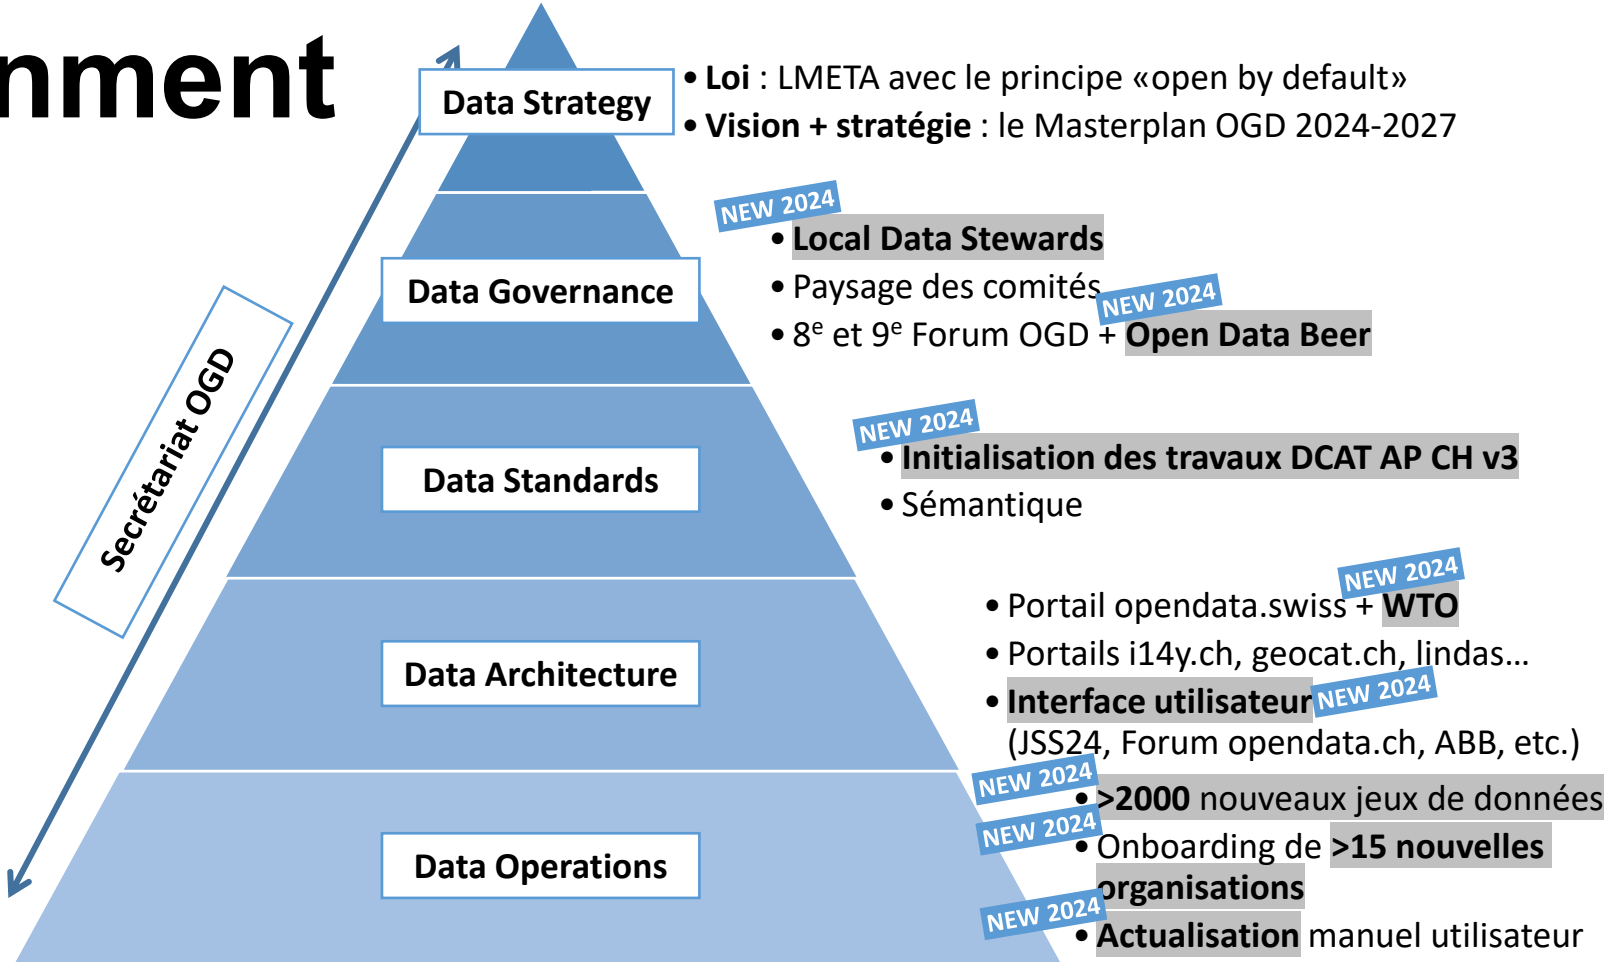 nment
Data Strategy
• Loi : LMETA avec le principe «open by default»
• Vision + stratégie : le Masterplan OGD 2024-2027
NEW 2024
• Local Data Stewards
Data Governance
• Paysage des comités
NEW 2024
• 8e et 9e Forum OGD + Open Data Beer
Secrétariat OGD
NEW 2024
Data Standards
• Initialisation des travaux DCAT AP CH v3
• Sémantique
NEW 2024
• Portail opendata.swiss + WTO
Data Architecture
• Portails i14y.ch, geocat.ch, lindas…
• Interface utilisateur
NEW 2024
(JSS24, Forum opendata.ch, ABB, etc.)
NEW 2024
• >2000 nouveaux jeux de données
NEW 2024
Data Operations
• Onboarding de >15 nouvelles
organisations
NEW 2024
• Actualisation manuel utilisateur